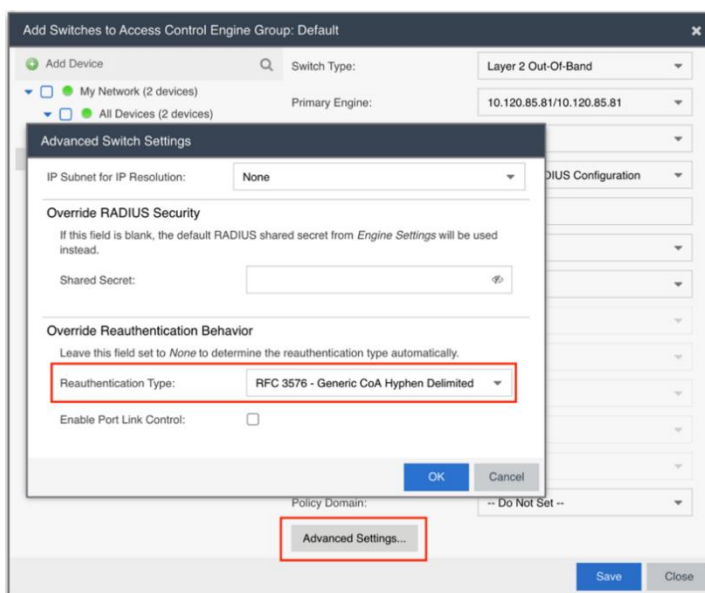 Add Switches to Access Control Engine Group: Default
Add Device
Switch Type:
Layer 2 Out-Of-Band
My Network (2 devices)
All Devices (2 devices)
Primary Engine:
10.120.85.81/10.120.85.81
Advanced Switch Settings
IP Subnet for IP Resolution:
None
Configuration
Override RADIUS Security
If this field is blank, the default RADIUS shared secret from Engine Settings will be used
instead.
Shared Secret:
Override Reauthentication Behavior
Leave this field set to None to determine the reauthentication type automatically.
Reauthentication Type:
RFC 3576 - Generic CoA Hyphen Delimited
Enable Port Link Control:
OK
Cancel
Policy Domain:
-- Do Not Set --
Advanced Settings...
Save
Close